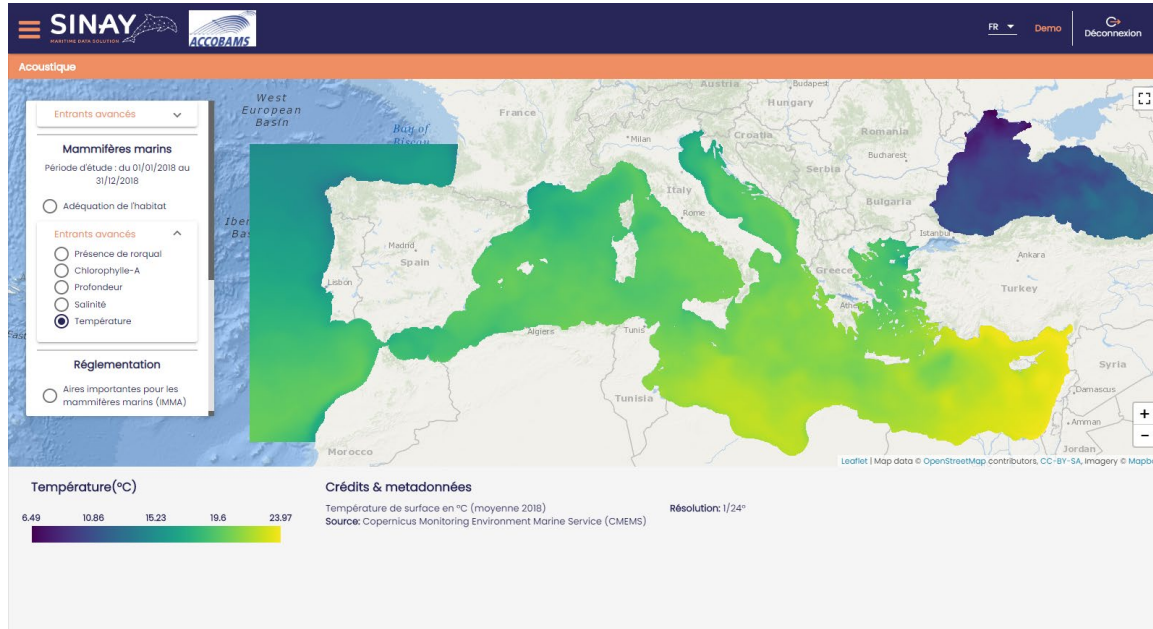 SINAY
MARITIME DATA SOLUTION
ACCOBAMS
FR
Demo
Déconnexion
Acoustique
Entrants avancés
Mammifères marins
Période d'étude : du 01/01/2018 au
31/12/2018
Adéquation de l'habitat
Entrants avancés
Présence de rorqual
Chlorophylle-A
Profondeur
Salinité
Température
Réglementation
Aires importantes pour les
mammifères marins (IMMA)
West
European
Basin
Bay of
Biscay
Iber
Bas
East
France
Austria
Budapest
Hungary
Milan
Croatia
Romania
Bucharest
Serbia
Italy
Rome
Bulgaria
Istanbul
Madrid
Spain
Lisbon
Ankara
Greece
Turkey
Athe
Algiers
Tunis
Tunisia
Syria
Damascus
Amman
Jordan
Morocco
+
-
Leaflet | Map data © OpenStreetMap contributors, CC-BY-SA, Imagery © Mapb
Température(°C)
6.49 10.86 15.23 19.6 23.97
Crédits & metadonnées
Température de surface en °C (moyenne 2018)
Source: Copernicus Monitoring Environment Marine Service (CMEMS)
Résolution: 1/24°